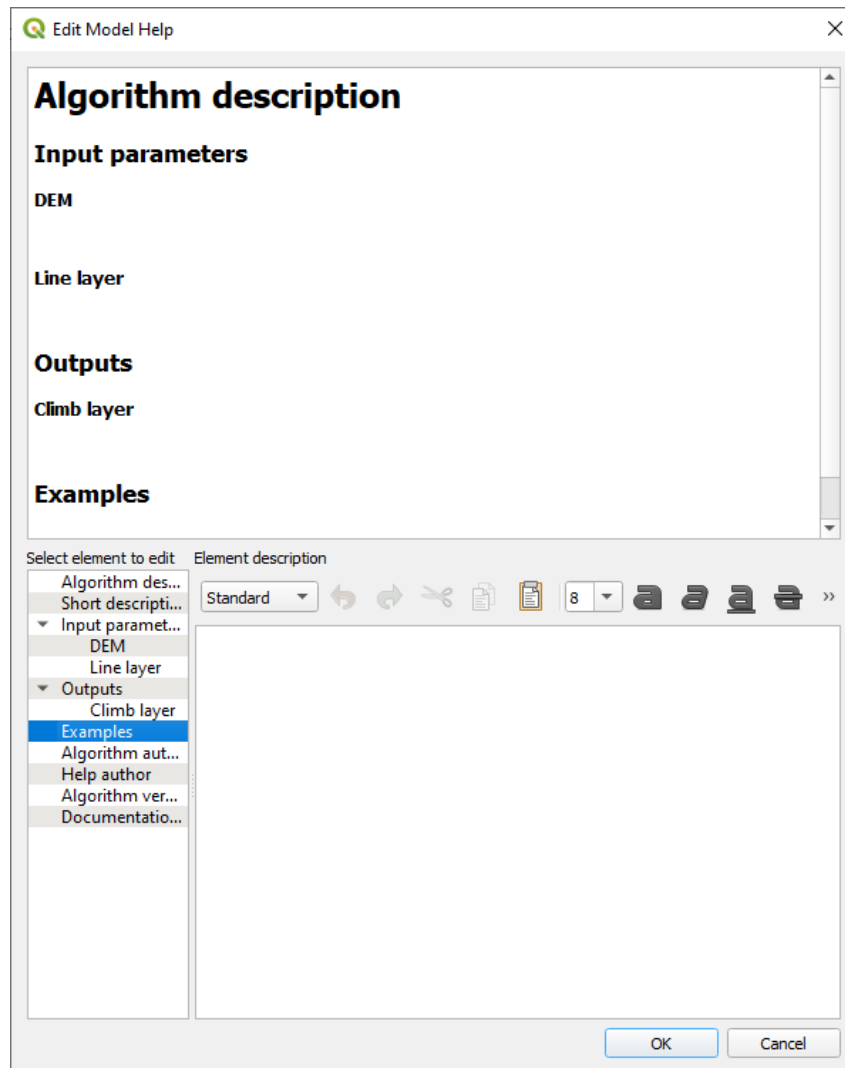 Edit Model Help
Algorithm description
Input parameters
DEM
Line layer
Outputs
Climb layer
Examples
Select element to edit Element description
Algorithm des...
Short descripti...
Input paramet...
DEM
Line layer
Outputs
Climb layer
Examples
Algorithm aut...
Help author
Algorithm ver...
Documentatio...
Standard 8 a a a a »
OK Cancel